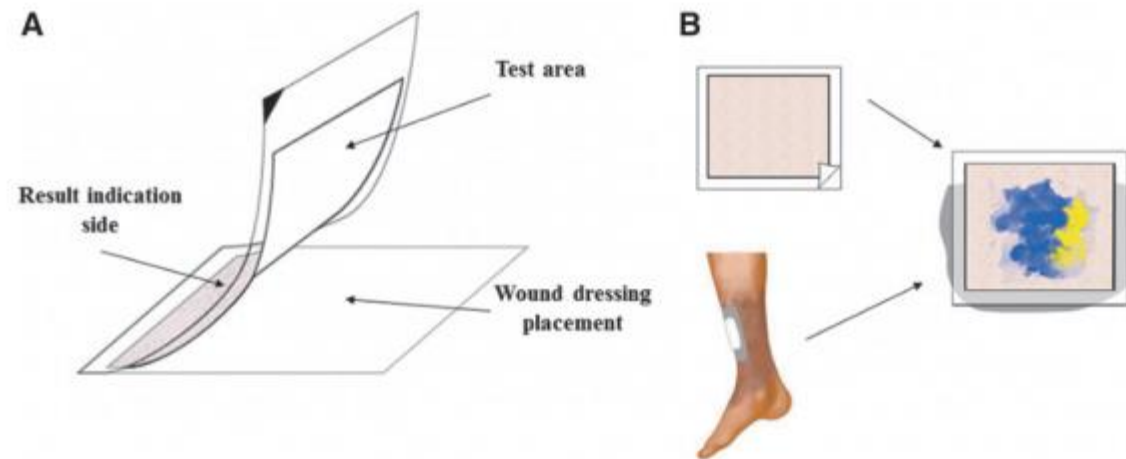 A
B
Test area
Result indication
side
Wound dressing
placement